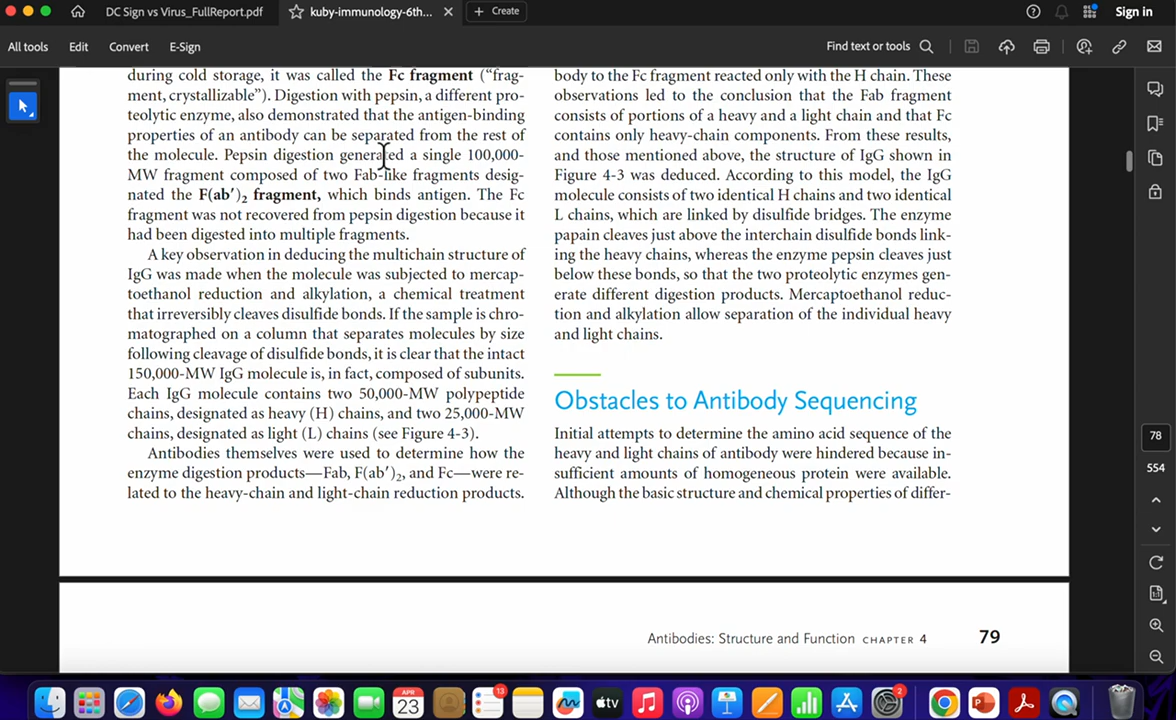 DC Sign vs Virus_FullReport.pdf
kuby-immunology-6th...
Create
Sign in
All tools
Edit
Convert
E-Sign
Find text or tools
during cold storage, it was called the Fc fragment (“frag-
ment, crystallizable”). Digestion with pepsin, a different pro-
teolytic enzyme, also demonstrated that the antigen-binding
properties of an antibody can be separated from the rest of
the molecule. Pepsin digestion generated a single 100,000-
MW fragment composed of two Fab-like fragments desig-
nated the F(ab′)₂ fragment, which binds antigen. The Fc
fragment was not recovered from pepsin digestion because it
had been digested into multiple fragments.
A key observation in deducing the multichain structure of
IgG was made when the molecule was subjected to mercap-
toethanol reduction and alkylation, a chemical treatment
that irreversibly cleaves disulfide bonds. If the sample is chro-
matographed on a column that separates molecules by size
following cleavage of disulfide bonds, it is clear that the intact
150,000-MW IgG molecule is, in fact, composed of subunits.
Each IgG molecule contains two 50,000-MW polypeptide
chains, designated as heavy (H) chains, and two 25,000-MW
chains, designated as light (L) chains (see Figure 4-3).
Antibodies themselves were used to determine how the
enzyme digestion products—Fab, F(ab′)₂, and Fc—were re-
lated to the heavy-chain and light-chain reduction products.
body to the Fc fragment reacted only with the H chain. These
observations led to the conclusion that the Fab fragment
consists of portions of a heavy and a light chain and that Fc
contains only heavy-chain components. From these results,
and those mentioned above, the structure of IgG shown in
Figure 4-3 was deduced. According to this model, the IgG
molecule consists of two identical H chains and two identical
L chains, which are linked by disulfide bridges. The enzyme
papain cleaves just above the interchain disulfide bonds link-
ing the heavy chains, whereas the enzyme pepsin cleaves just
below these bonds, so that the two proteolytic enzymes gen-
erate different digestion products. Mercaptoethanol reduc-
tion and alkylation allow separation of the individual heavy
and light chains.
Obstacles to Antibody Sequencing
Initial attempts to determine the amino acid sequence of the
heavy and light chains of antibody were hindered because in-
sufficient amounts of homogeneous protein were available.
Although the basic structure and chemical properties of differ-
78
554
Antibodies: Structure and Function CHAPTER 4 79
APR
23
13
tv
2